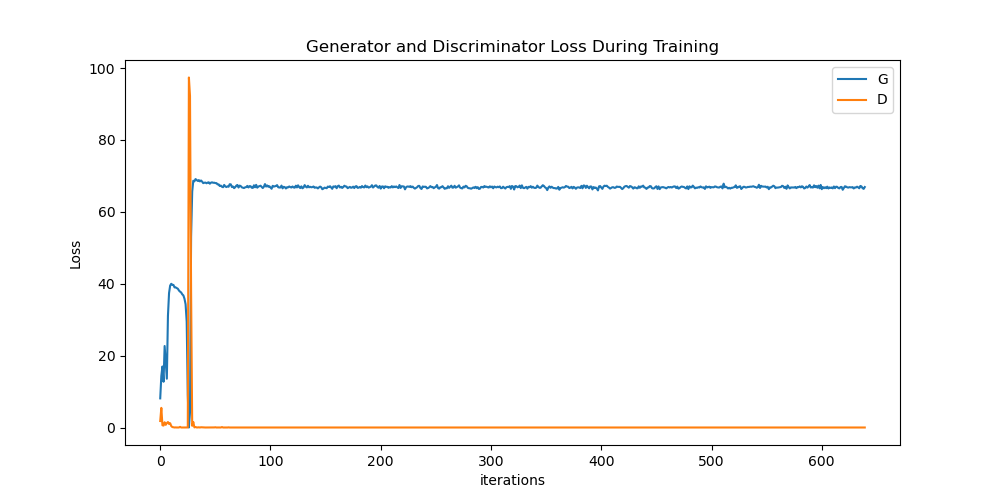 Generator and Discriminator Loss During Training
G
D
100
80
60
40
20
0
Loss
0 100 200 300 400 500 600
iterations